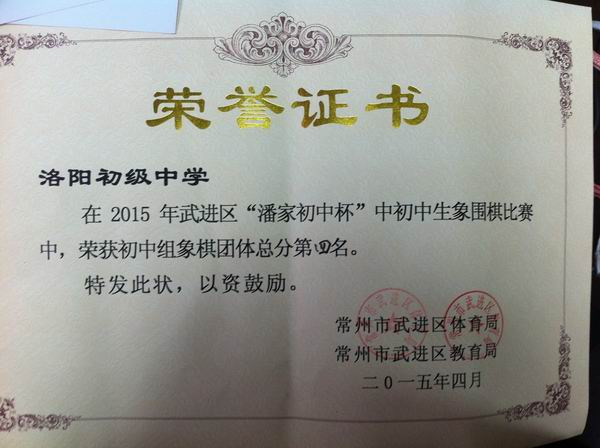 荣誉证书
洛阳初级中学
在 2015 年武进区“潘家初中杯”中初中生象围棋比赛
中，荣获初中组象棋团体总分第四名。
特发此状，以资鼓励。
常州市武进区体育局
常州市武进区教育局
二○一五年四月